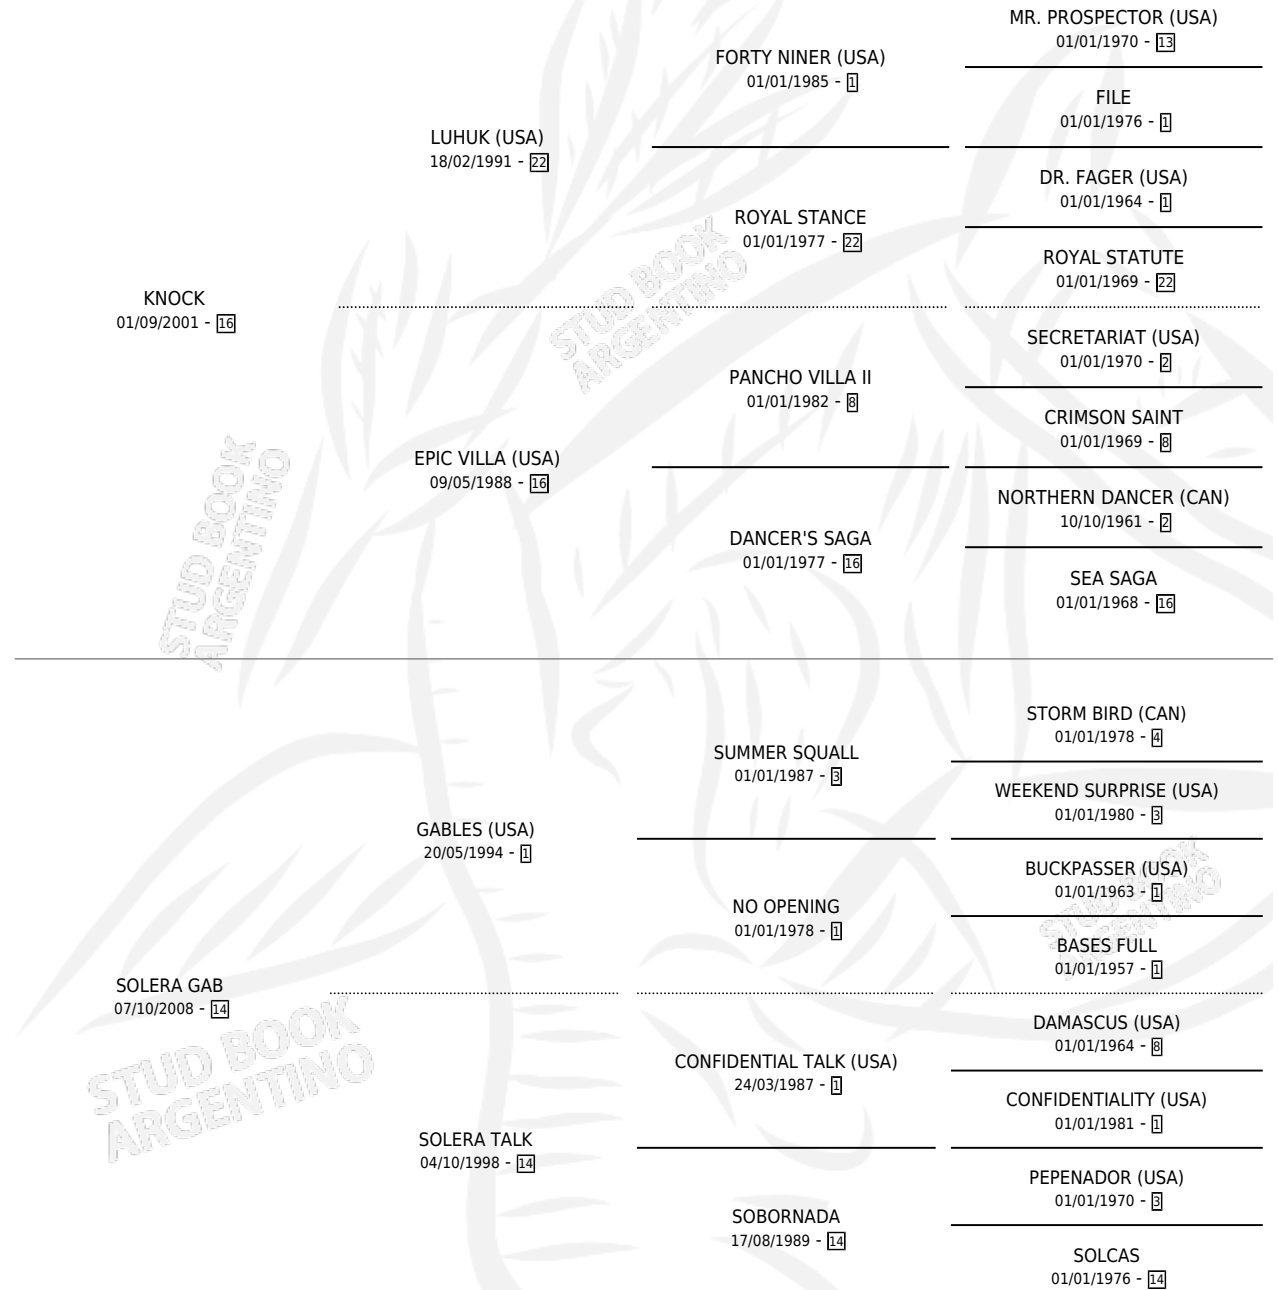 MR. PROSPECTOR (USA)
01/01/1970 - 13
FORTY NINER (USA)
01/01/1985 - 1
FILE
01/01/1976 - 1
LUHUK (USA)
18/02/1991 - 22
DR. FAGER (USA)
01/01/1964 - 1
ROYAL STANCE
01/01/1977 - 22
ROYAL STATUTE
01/01/1969 - 22
KNOCK
01/09/2001 - 16
SECRETARIAT (USA)
01/01/1970 - 2
PANCHO VILLA II
01/01/1982 - 8
CRIMSON SAINT
01/01/1969 - 8
EPIC VILLA (USA)
09/05/1988 - 16
NORTHERN DANCER (CAN)
10/10/1961 - 2
DANCER'S SAGA
01/01/1977 - 16
SEA SAGA
01/01/1968 - 16
STUD BOOK
ARGENTINO
STUD BOOK
ARGENTINO
STORM BIRD (CAN)
01/01/1978 - 4
SUMMER SQUALL
01/01/1987 - 3
WEEKEND SURPRISE (USA)
01/01/1980 - 3
GABLES (USA)
20/05/1994 - 1
BUCKPASSER (USA)
01/01/1963 - 1
NO OPENING
01/01/1978 - 1
BASES FULL
01/01/1957 - 1
SOLERA GAB
07/10/2008 - 14
DAMASCUS (USA)
01/01/1964 - 8
CONFIDENTIAL TALK (USA)
24/03/1987 - 1
CONFIDENTIALITY (USA)
01/01/1981 - 1
SOLERA TALK
04/10/1998 - 14
PEPENADOR (USA)
01/01/1970 - 3
SOBORNADA
17/08/1989 - 14
SOLCAS
01/01/1976 - 14
STUD BOOK
ARGENTINO
STUD BOOK
ARGENTINO